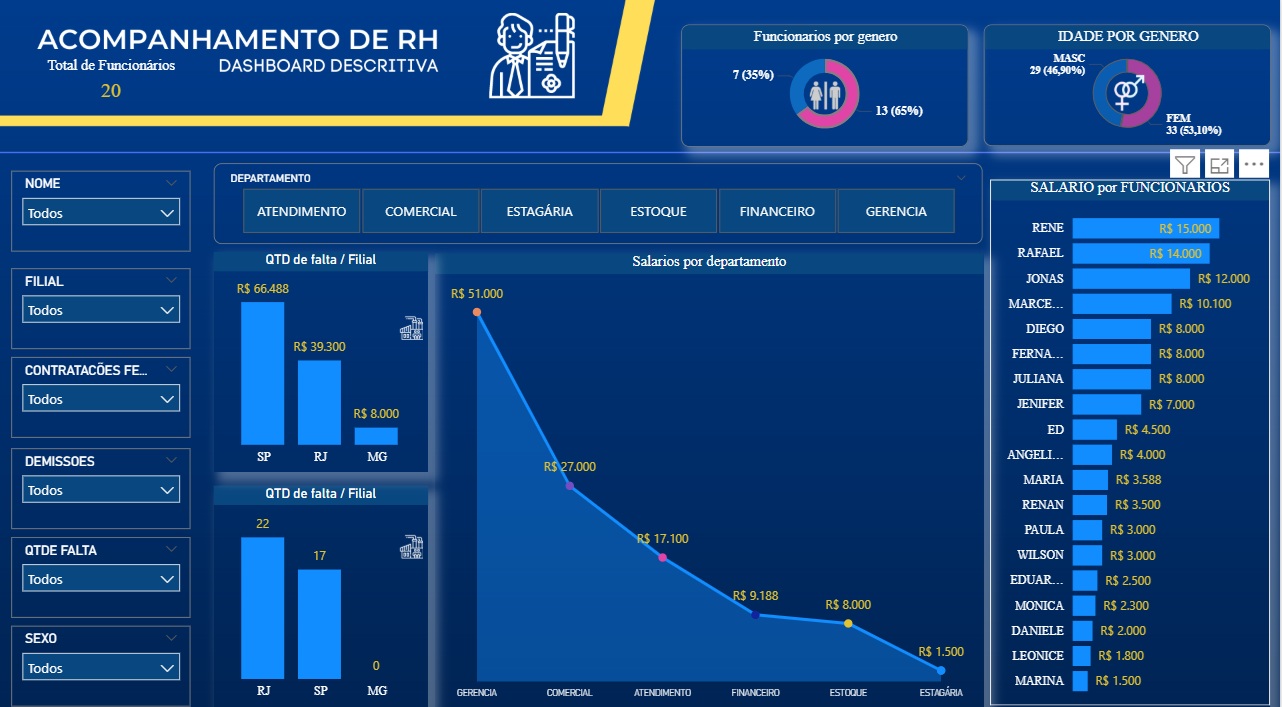 ACOMPANHAMENTO DE RH
Total de Funcionários
DASHBOARD DESCRITIVA
20
Funcionarios por genero
7 (35%)
13 (65%)
IDADE POR GENERO
MASC
29 (46,90%)
FEM
33 (53,10%)
NOME
Todos
FILIAL
Todos
CONTRATACÕES FE...
Todos
DEMISSOES
Todos
QTDE FALTA
Todos
SEXO
Todos
DEPARTAMENTO
ATENDIMENTO
COMERCIAL
ESTAGÁRIA
ESTOQUE
FINANCEIRO
GERENCIA
QTD de falta / Filial
R$ 66.488
R$ 39.300
R$ 8.000
SP
RJ
MG
QTD de falta / Filial
22
17
0
RJ
SP
MG
Salarios por departamento
R$ 51.000
R$ 27.000
R$ 17.100
R$ 9.188
R$ 8.000
R$ 1.500
GERENCIA
COMERCIAL
ATENDIMENTO
FINANCEIRO
ESTOQUE
ESTAGÁRIA
SALARIO por FUNCIONARIOS
RENE R$ 15.000
RAFAEL R$ 14.000
JONAS R$ 12.000
MARCE... R$ 10.100
DIEGO R$ 8.000
FERNA... R$ 8.000
JULIANA R$ 8.000
JENIFER R$ 7.000
ED R$ 4.500
ANGELI... R$ 4.000
MARIA R$ 3.588
RENAN R$ 3.500
PAULA R$ 3.000
WILSON R$ 3.000
EDUAR... R$ 2.500
MONICA R$ 2.300
DANIELE R$ 2.000
LEONICE R$ 1.800
MARINA R$ 1.500